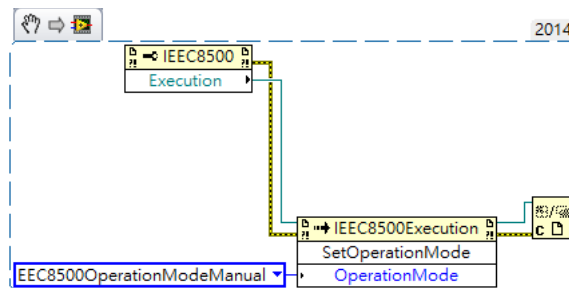 2014
IEEC8500
Execution
IEEC8500Execution
SetOperationMode
OperationMode
EEC8500OperationModeManual
C